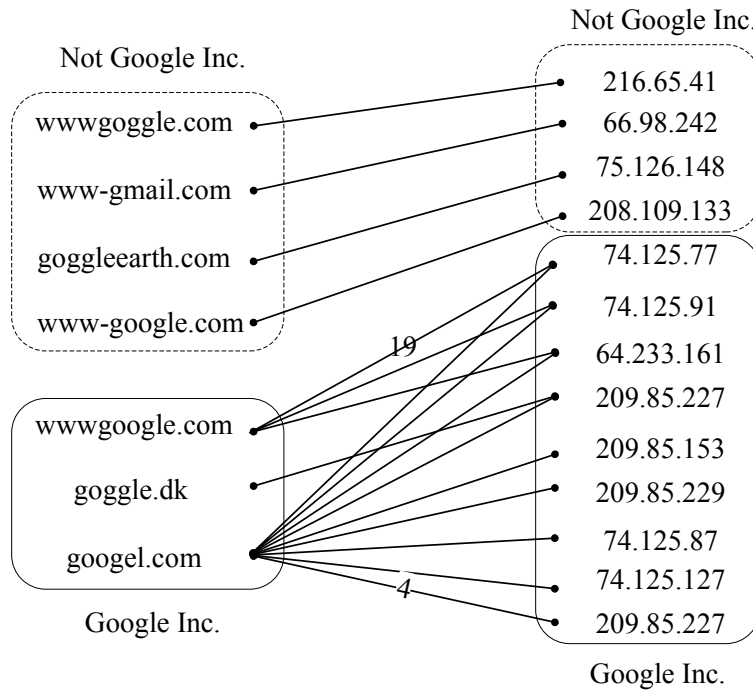 Not Google Inc.
wwwgoggle.com
www-gmail.com
goggleearth.com
www-google.com
wwwgoogle.com
goggle.dk
googel.com
Google Inc.
19
4
Not Google Inc.
216.65.41
66.98.242
75.126.148
208.109.133
74.125.77
74.125.91
64.233.161
209.85.227
209.85.153
209.85.229
74.125.87
74.125.127
209.85.227
Google Inc.